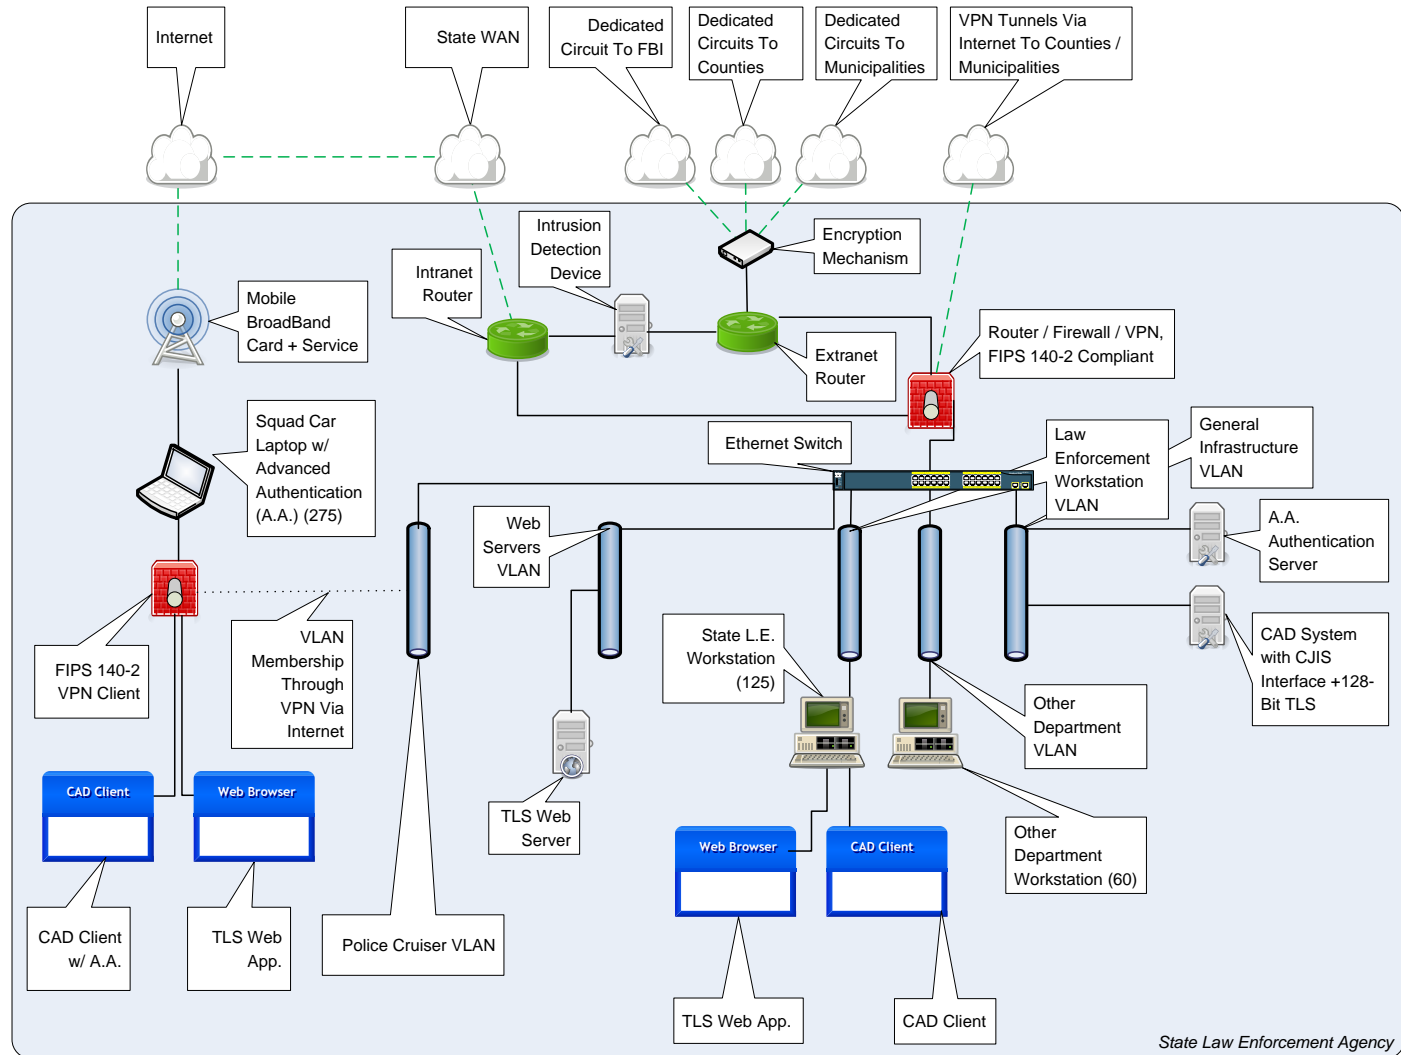 Internet
State WAN
Dedicated
Circuit To FBI
Dedicated
Circuits To
Counties
Dedicated
Circuits To
Municipalities
VPN Tunnels Via
Internet To Counties /
Municipalities
Intrusion
Detection
Device
Encryption
Mechanism
Intranet
Router
Mobile
BroadBand
Card + Service
Extranet
Router
Router / Firewall / VPN,
FIPS 140-2 Compliant
Squad Car
Laptop w/
Advanced
Authentication
(A.A.) (275)
Ethernet Switch
Law
Enforcement
Workstation
VLAN
General
Infrastructure
VLAN
Web
Servers
VLAN
A.A.
Authentication
Server
FIPS 140-2
VPN Client
VLAN
Membership
Through
VPN Via
Internet
State L.E.
Workstation
(125)
CAD System
with CJIS
Interface +128-
Bit TLS
Other
Department
VLAN
CAD Client
Web Browser
TLS Web
Server
Web Browser
CAD Client
Other
Department
Workstation (60)
CAD Client
w/ A.A.
TLS Web
App.
Police Cruiser VLAN
TLS Web App.
CAD Client
State Law Enforcement Agency